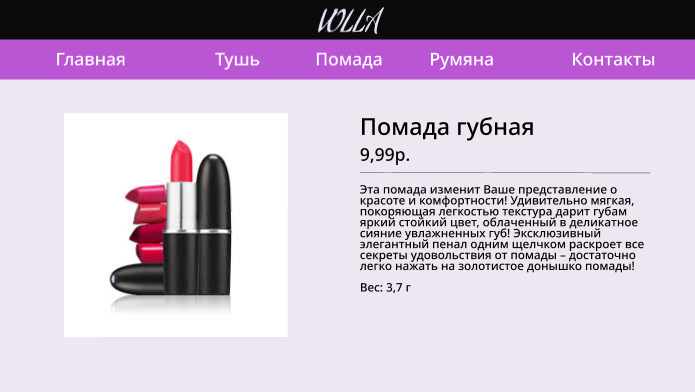 VOLLA
Главная Тушь Помада Румяна Контакты
Помада губная
9,99р.
Эта помада изменит Ваше представление о
красоте и комфортности! Удивительно мягкая,
покоряющая легкостью текстура дарит губам
яркий стойкий цвет, облаченный в деликатное
сияние увлажненных губ! Эксклюзивный
элегантный пенал одним щелчком раскроет все
секреты удовольствия от помады – достаточно
легко нажать на золотистое донышко помады!
Вес: 3,7 г